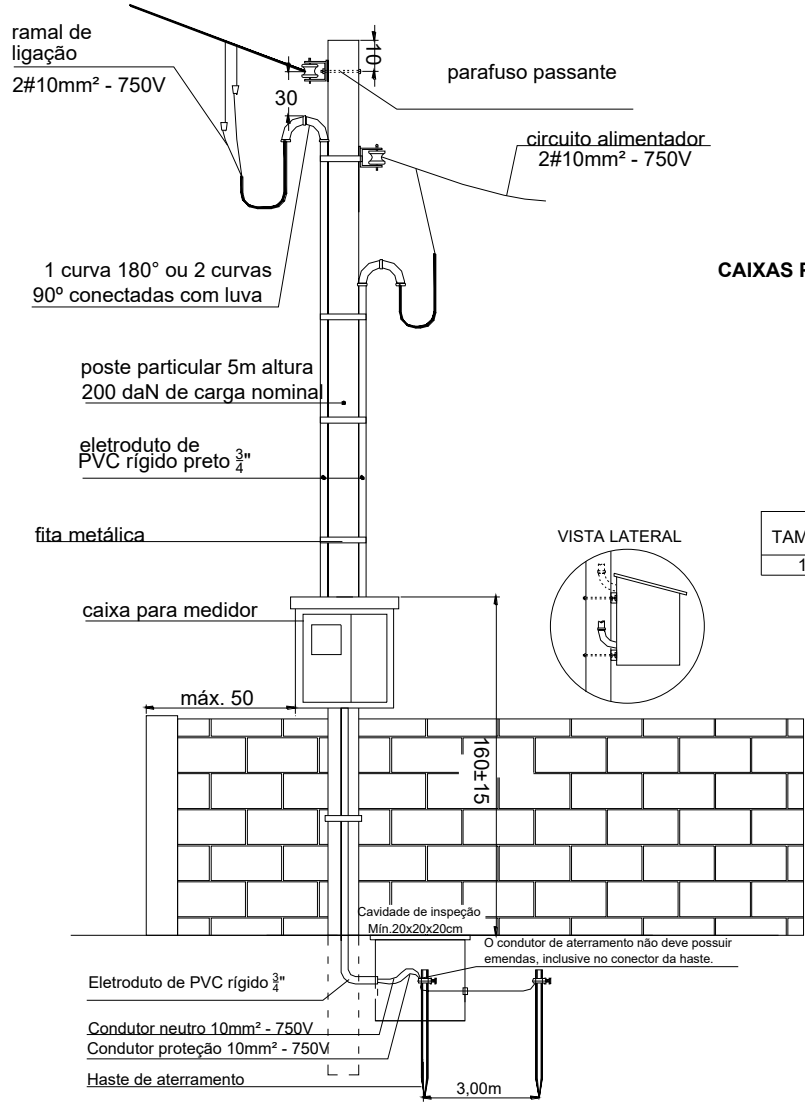 ramal de
ligação
2#10mm² - 750V
10
30
parafuso passante
circuito alimentador
2#10mm² - 750V
1 curva 180° ou 2 curvas
90º conectadas com luva
CAIXAS
poste particular 5m altura
200 daN de carga nominal
eletroduto de
PVC rígido preto ¾"
fita metálica
VISTA LATERAL
TAM
1
caixa para medidor
máx. 50
160±15
Cavidade de inspeção
Mín.20x20x20cm
O condutor de aterramento não deve possuir
emendas, inclusive no conector da haste.
Eletroduto de PVC rígido ¾"
Condutor neutro 10mm² - 750V
Condutor proteção 10mm² - 750V
Haste de aterramento
3,00m